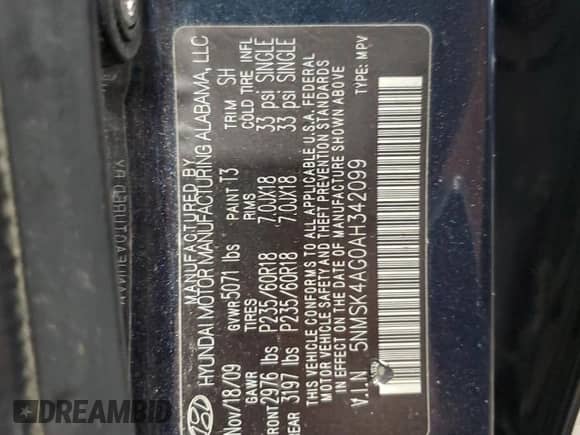 MANUFACTURED BY
HYUNDAI MOTOR MANUFACTURING ALABAMA, LLC
Nov/18/09 GVWR 5071 lbs PAINT T3 TRIM SH
GAWR TIRES RIMS COLD TIRE INFL
FRONT 2976 lbs P235/60R18 7.0JX18 33 psi SINGLE
REAR 3197 lbs P235/60R18 7.0JX18 33 psi SINGLE
THIS VEHICLE CONFORMS TO ALL APPLICABLE U.S.A. FEDERAL
MOTOR VEHICLE SAFETY AND THEFT PREVENTION STANDARDS
IN EFFECT ON THE DATE OF MANUFACTURE SHOWN ABOVE
V.I.N 5NMSK4AG0AH342099 TYPE: MPV
DREAMBID